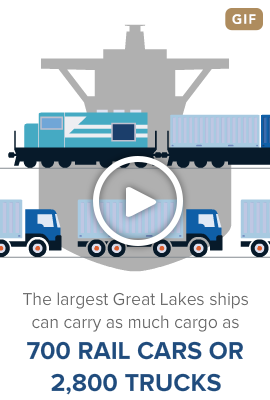 GIF
The largest Great Lakes ships
can carry as much cargo as
700 RAIL CARS OR
2,800 TRUCKS